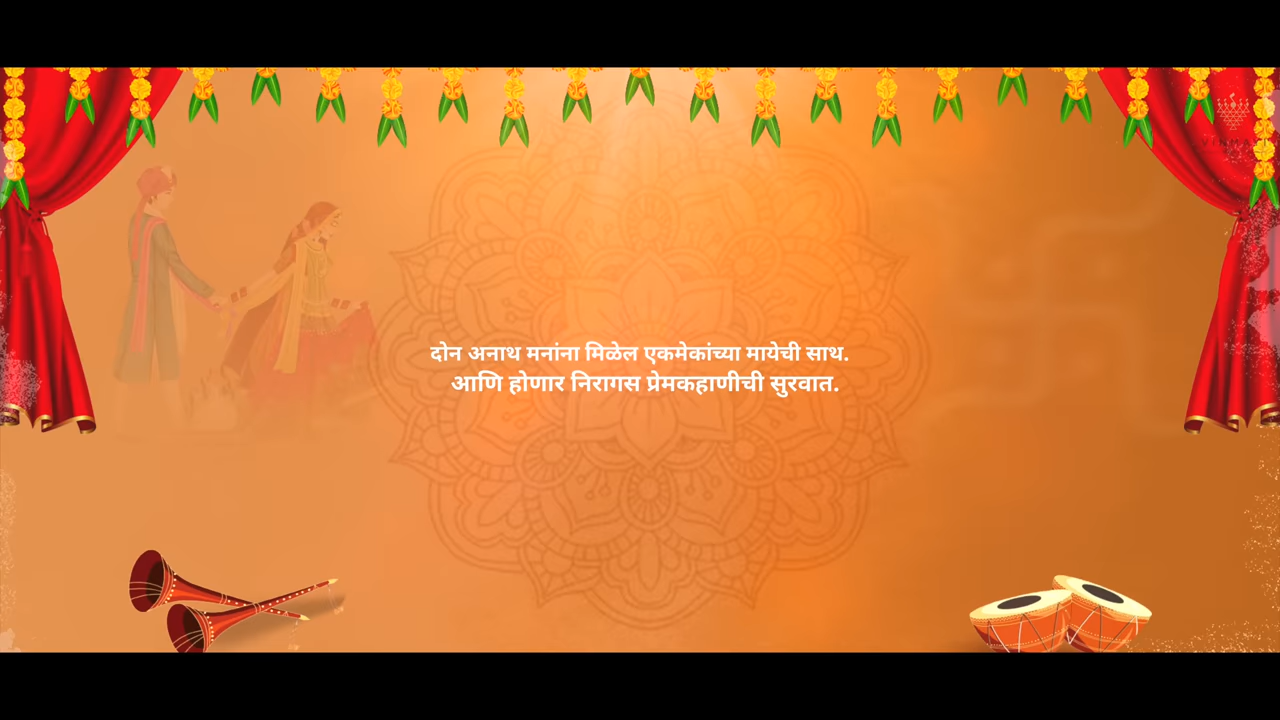 दोन अनाथ मनांना मिळेल एकमेकांच्या मायेची साथ.
आणि होणार निरागस प्रेमकहाणीची सुरवात.